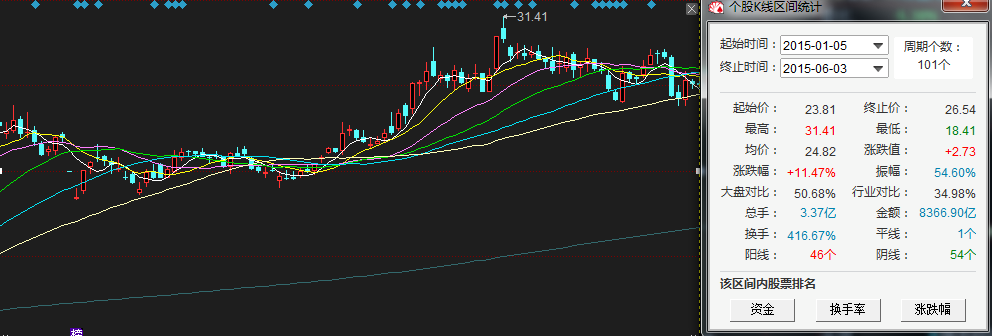 31.41
榜
个股K线区间统计
起始时间： 2015-01-05
终止时间： 2015-06-03
周期个数：
101个
起始价： 23.81 终止价： 26.54
最高： 31.41 最低： 18.41
均价： 24.82 涨跌值： +2.73
涨跌幅： +11.47% 振幅： 54.60%
大盘对比： 50.68% 行业对比： 34.98%
总手： 3.37亿 金额： 8366.90亿
换手： 416.67% 平线： 1个
阳线： 46个 阴线： 54个
该区间内股票排名
资金 换手率 涨跌幅